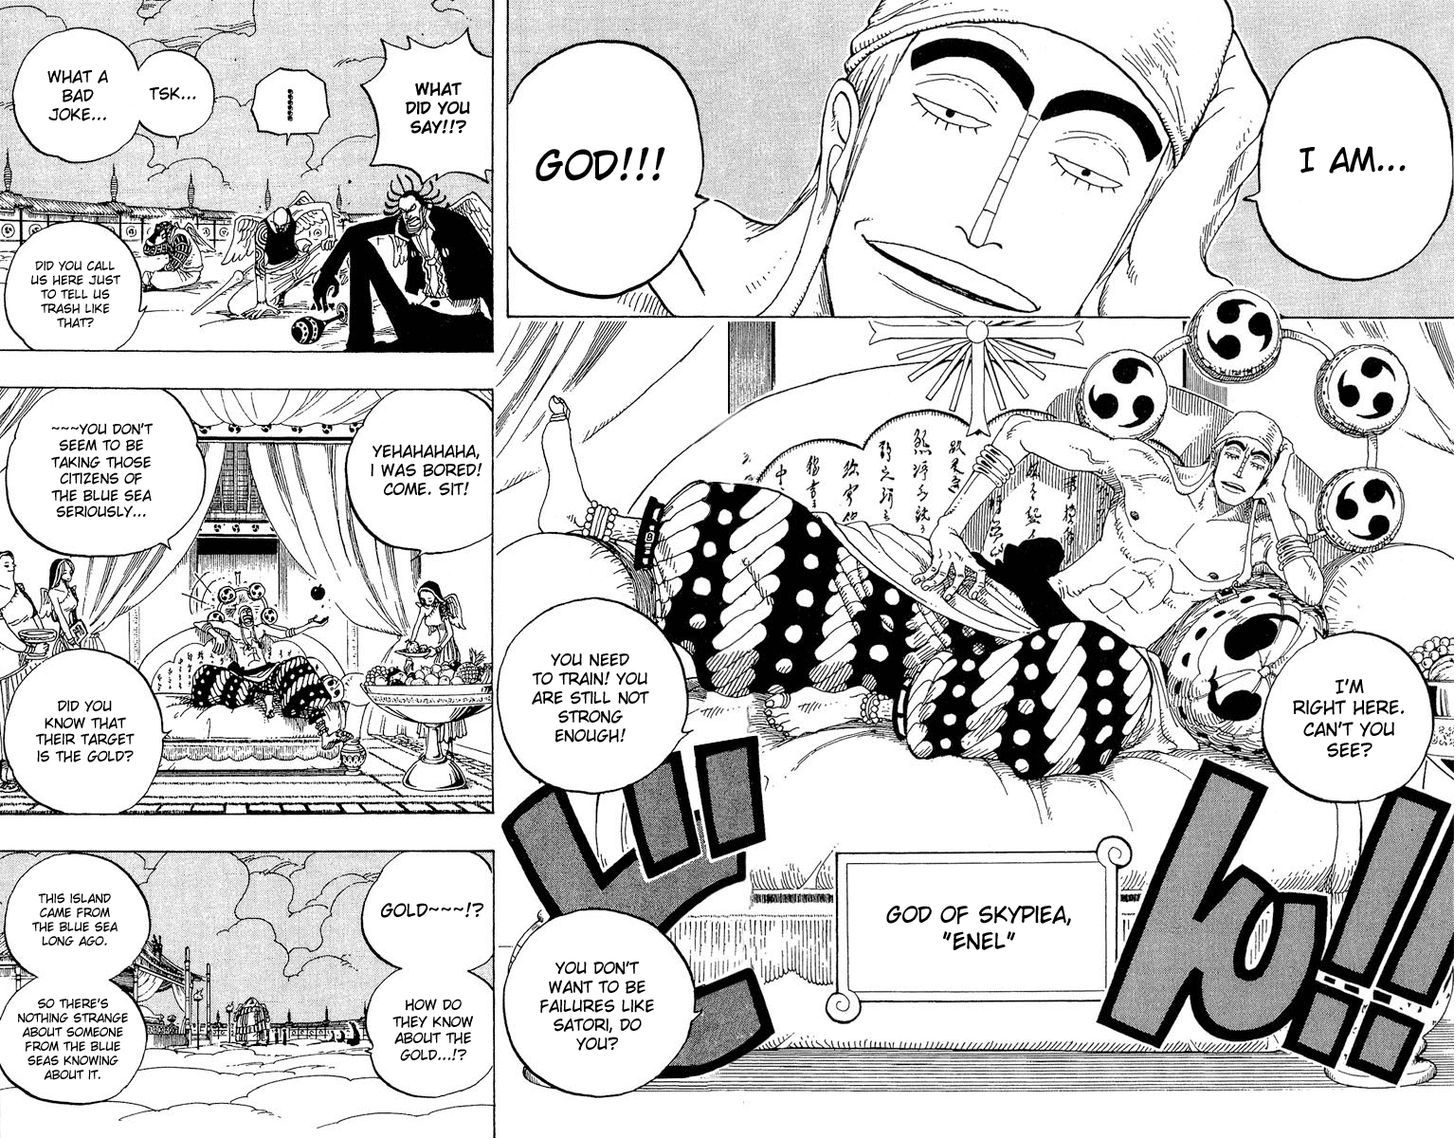 I AM...
GOD!!!
I'M
RIGHT HERE.
CAN'T YOU
SEE?
YOU NEED
TO TRAIN! YOU
ARE STILL NOT
STRONG
ENOUGH!
GOD OF SKYPIEA,
"ENEL"
YOU DON'T
WANT TO BE
FAILLURES LIKE
SATORI, DO
YOU?
ドン!!
WHAT
DID YOU
SAY!!?
TSK...
WHAT A
BAD
JOKE...
DID YOU CALL
US HERE JUST
TO TELL US
TRASH LIKE
THAT?
YEHAHAHAHA,
I WAS BORED!
COME. SIT!
~~~YOU DON'T
SEEM TO BE
TAKING THOSE
CITIZENS OF
THE BLUE SEA
SERIOUSLY...
DID YOU
KNOW THAT
THEIR TARGET
IS THE GOLD?
GOLD~~~!?
HOW DO
THEY KNOW
ABOUT THE
GOLD...!?
THIS ISLAND
CAME FROM
THE BLUE SEA
LONG AGO.
SO THERE'S
NOTHING STRANGE
ABOUT SOMEONE
FROM THE BLUE
SEAS KNOWING
ABOUT IT.